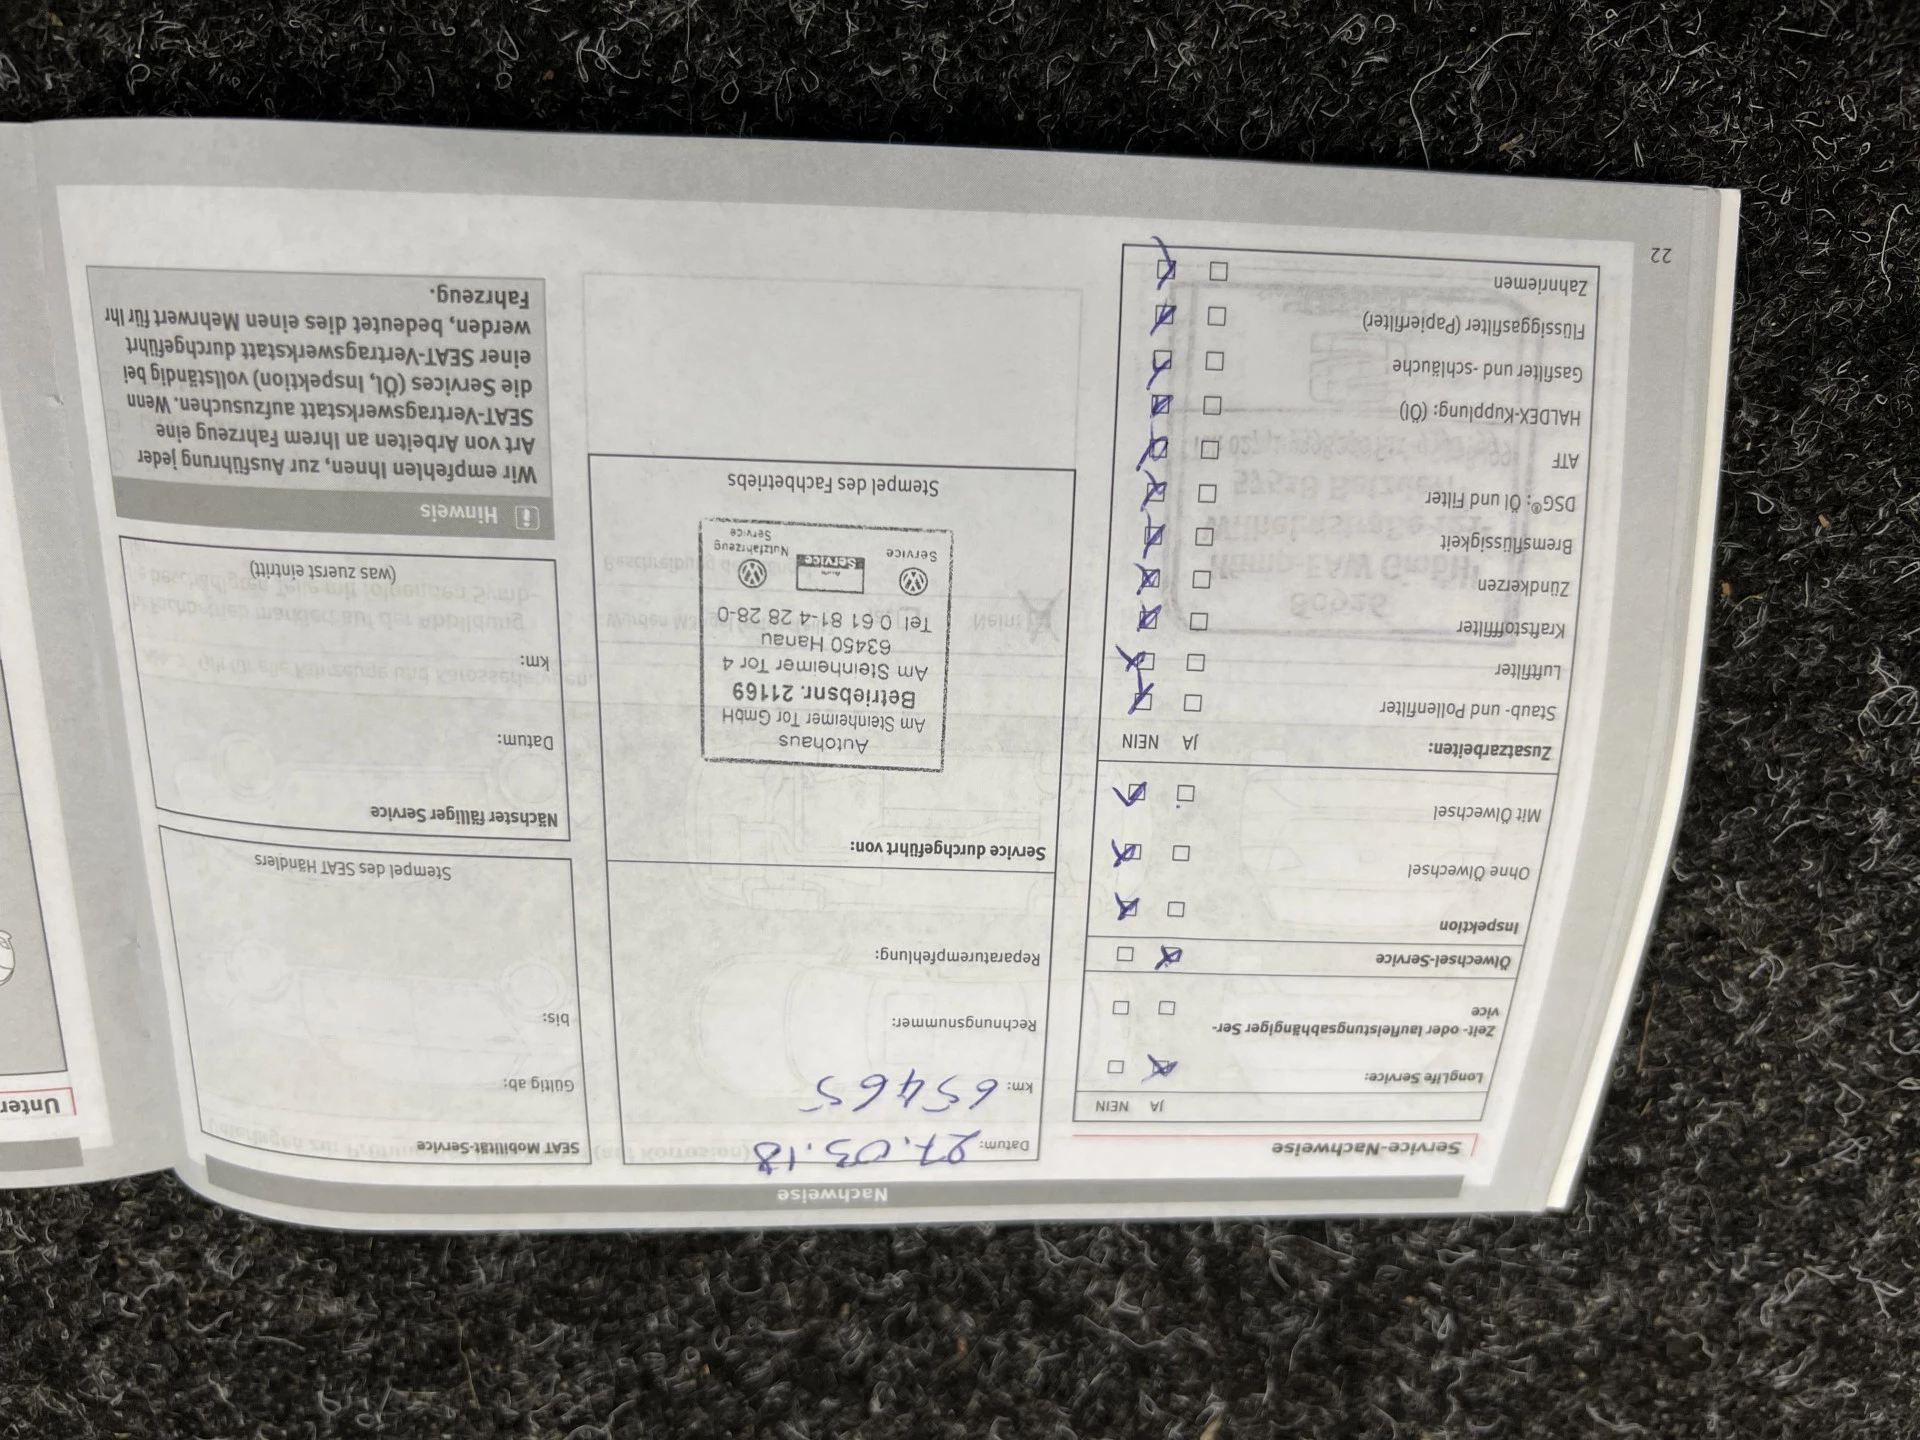 Nachweise
Service-Nachweise
JA NEIN
LongLife Service:
Zeit- oder laufleistungsabhängiger Ser-
vice
Ölwechsel-Service
Inspektion
Ohne Ölwechsel
Mit Ölwechsel
Zusatzarbeiten: JA NEIN
Staub- und Pollenfilter
Luftfilter
Kraftstofffilter
Zündkerzen
Bremsflüssigkeit
DSG®: Öl und Filter
ATF
HALDEX-Kupplung: (Öl)
Gasfilter und -schläuche
Flüssiggasfilter (Papierfilter)
Zahnriemen
22
Datum: 27.03.18
km: 65465
Rechnungsnummer:
Reparaturempfehlung:
Service durchgeführt von:
Autohaus
Am Steinheimer Tor GmbH
Betriebsnr. 21169
Am Steinheimer Tor 4
63450 Hanau
Tel 0 61 81-4 28 28-0
Service
Service
Nutzfahrzeug
Service
Stempel des Fachbetriebs
SEAT Mobilität-Service
Gültig ab:
bis:
Stempel des SEAT Händlers
Nächster fälliger Service
Datum:
km:
(was zuerst eintritt)
Hinweis
Wir empfehlen Ihnen, zur Ausführung jeder
Art von Arbeiten an Ihrem Fahrzeug eine
SEAT-Vertragswerkstatt aufzusuchen. Wenn
die Services (Öl, Inspektion) vollständig bei
einer SEAT-Vertragswerkstatt durchgeführt
werden, bedeutet dies einen Mehrwert für Ihr
Fahrzeug.
Unter